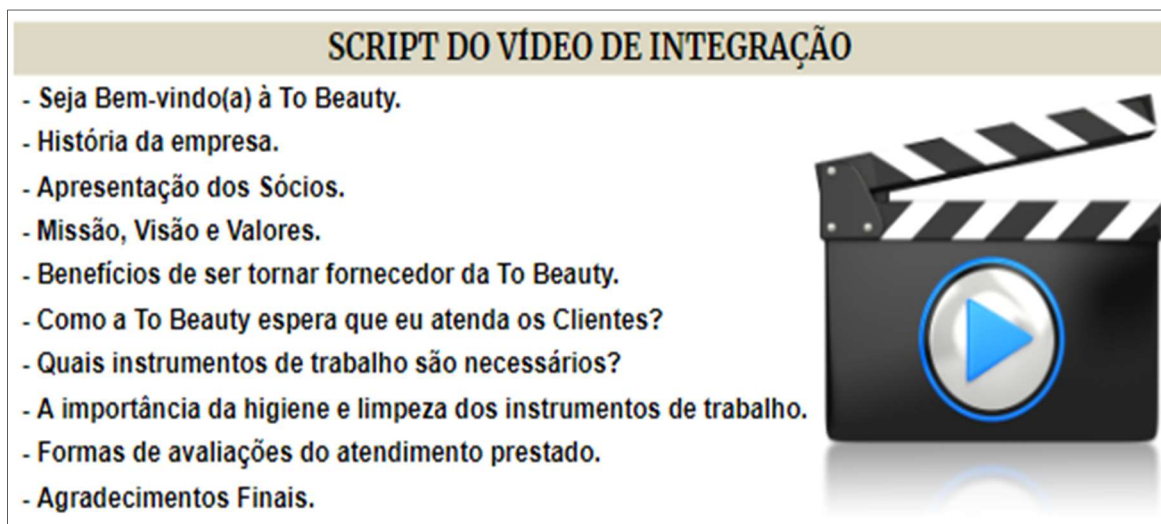 SCRIPT DO VÍDEO DE INTEGRAÇÃO
- Seja Bem-vindo(a) à To Beauty.
- História da empresa.
- Apresentação dos Sócios.
- Missão, Visão e Valores.
- Benefícios de ser tornar fornecedor da To Beauty.
- Como a To Beauty espera que eu atenda os Clientes?
- Quais instrumentos de trabalho são necessários?
- A importância da higiene e limpeza dos instrumentos de trabalho.
- Formas de avaliações do atendimento prestado.
- Agradecimentos Finais.